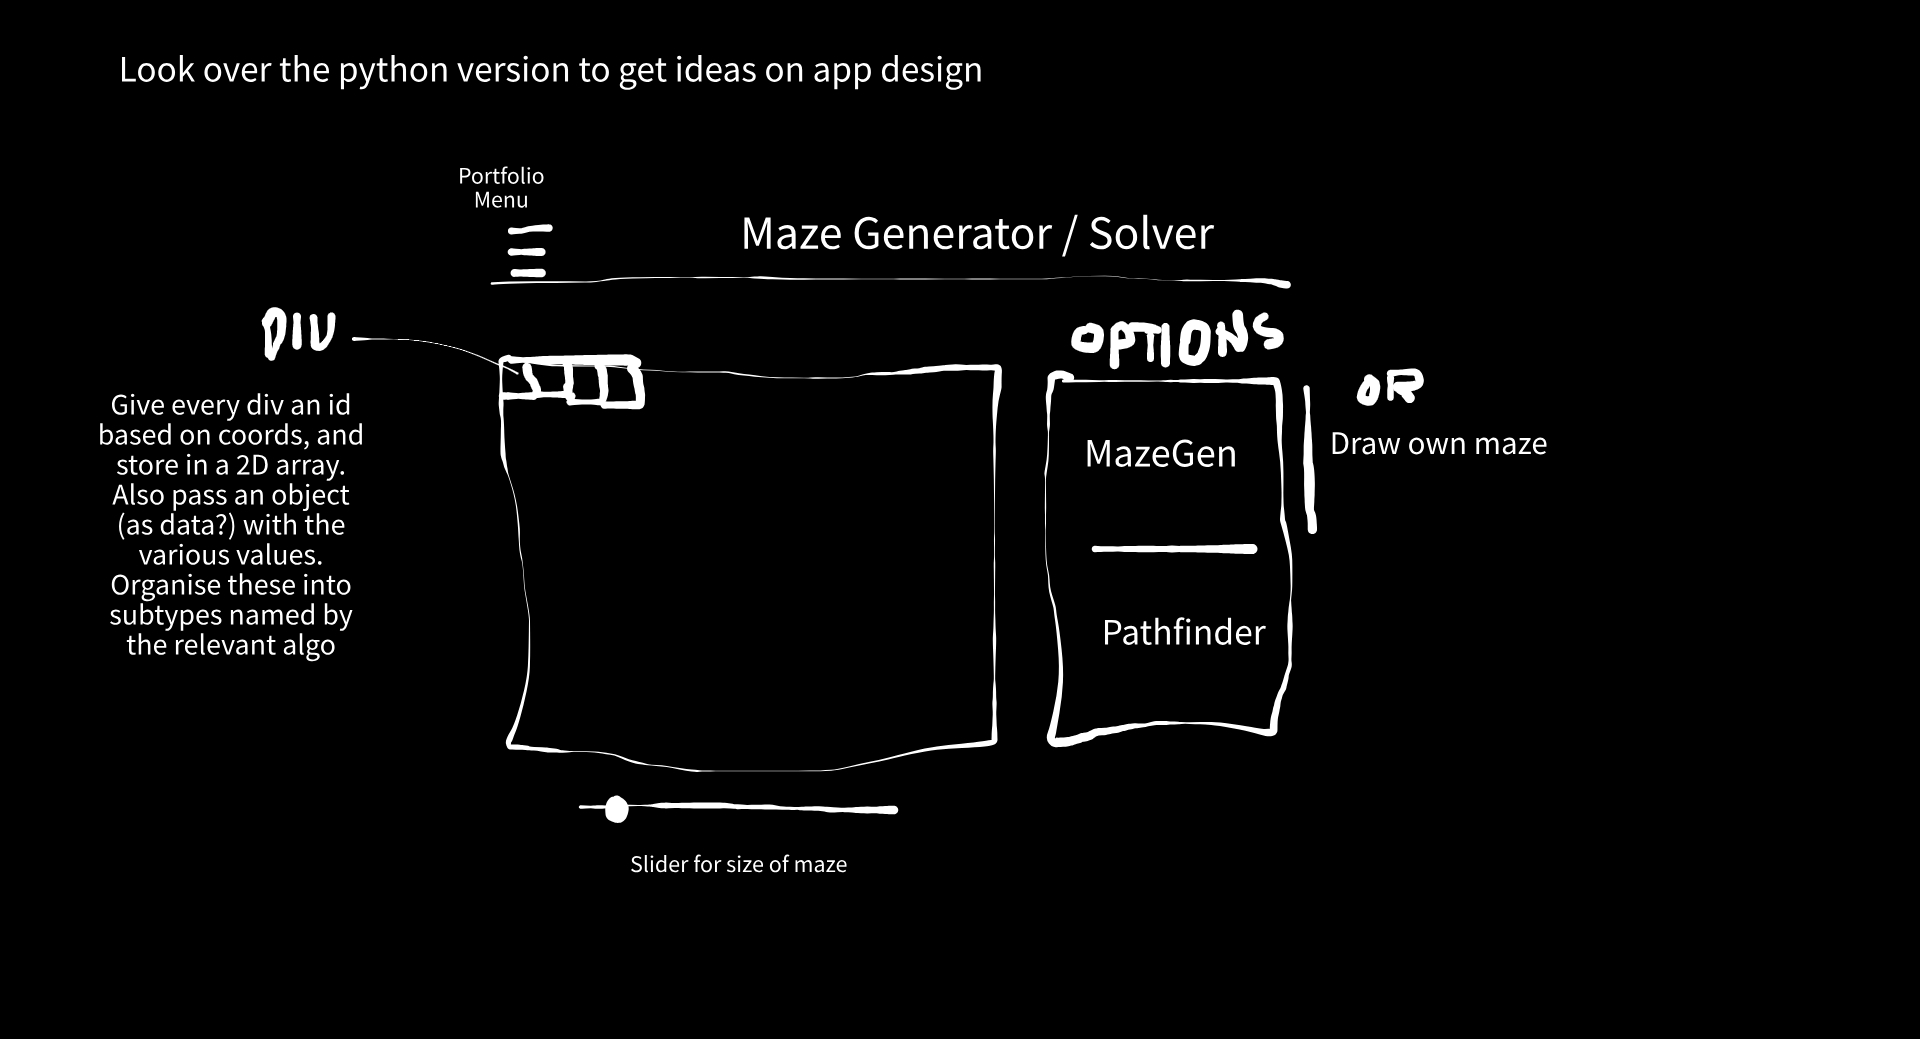 Look over the python version to get ideas on app design
Portfolio
Menu
Maze Generator / Solver
DIV
Give every div an id
based on coords, and
store in a 2D array.
Also pass an object
(as data?) with the
various values.
Organise these into
subtypes named by
the relevant algo
OPTIONS
MazeGen
Pathfinder
OR
Draw own maze
Slider for size of maze